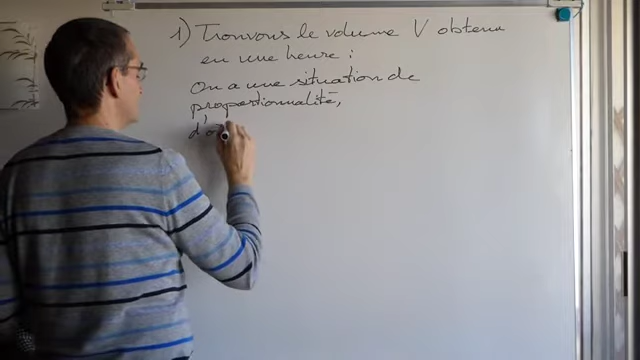 1) Trouvons le volume V obtenu
en une heure :
On a une situation de
proportionnalité,
d'o